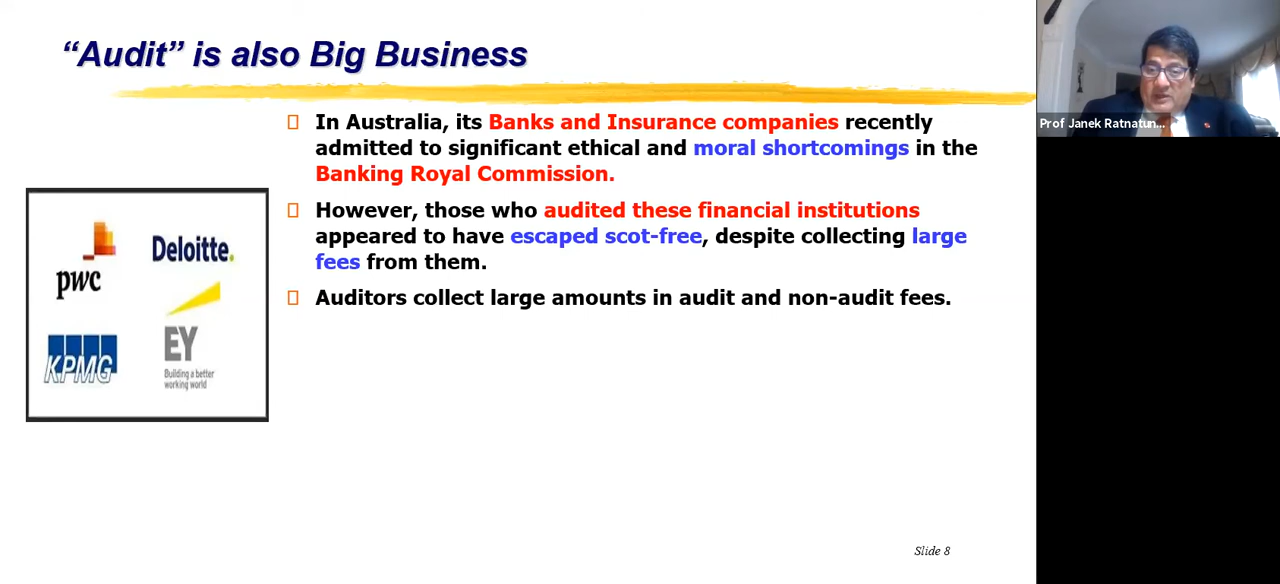 “Audit” is also Big Business
In Australia, its Banks and Insurance companies recently
admitted to significant ethical and moral shortcomings in the
Banking Royal Commission.
However, those who audited these financial institutions
appeared to have escaped scot-free, despite collecting large
fees from them.
Auditors collect large amounts in audit and non-audit fees.
pwc
Deloitte.
KPMG
EY
Building a better
working world
Slide 8
Prof Janek Ratnatun...